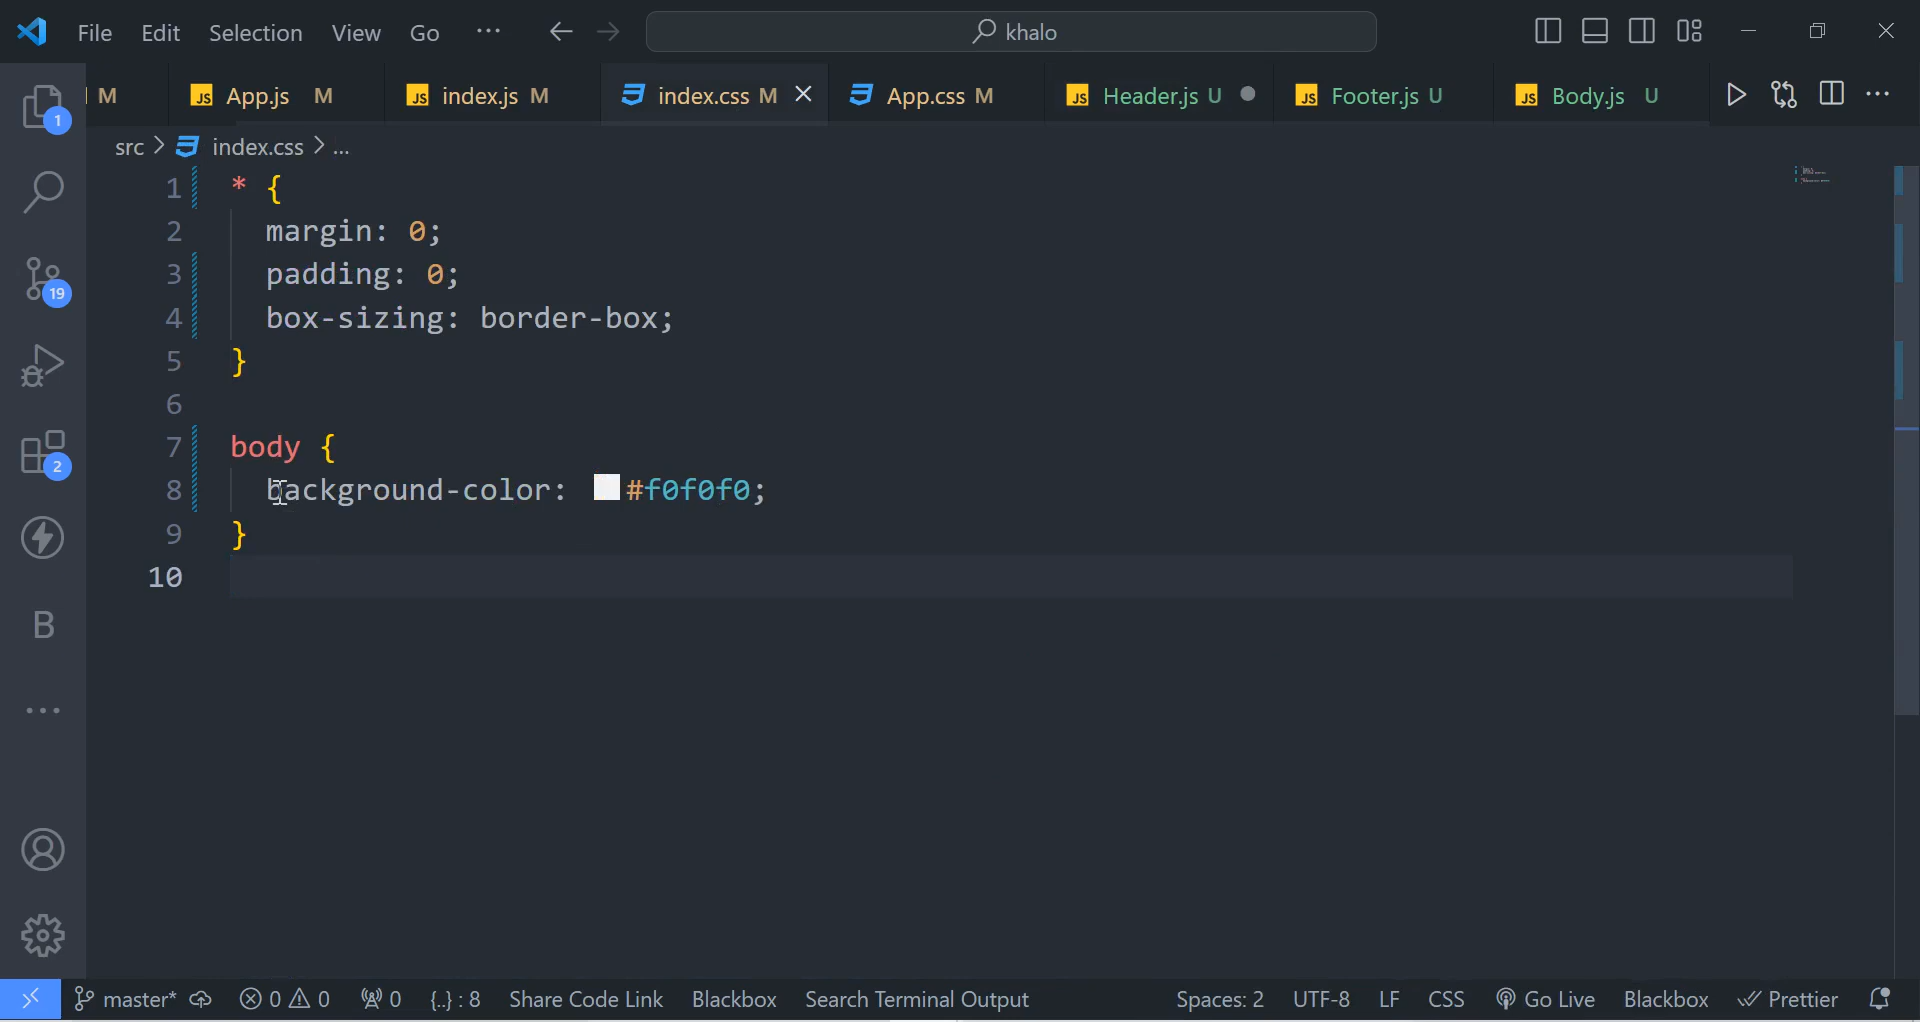 File Edit Selection View Go ··· khalo
M App.js M index.js M index.css M App.css M Header.js U Footer.js U Body.js U
src > index.css > ...
1 * {
2 margin: 0;
3 padding: 0;
4 box-sizing: border-box;
5 }
6
7 body {
8 background-color: #f0f0f0;
9 }
10
1
19
2
B
master* 0 0 0 {..} : 8 Share Code Link Blackbox Search Terminal Output Spaces: 2 UTF-8 LF CSS Go Live Blackbox Prettier